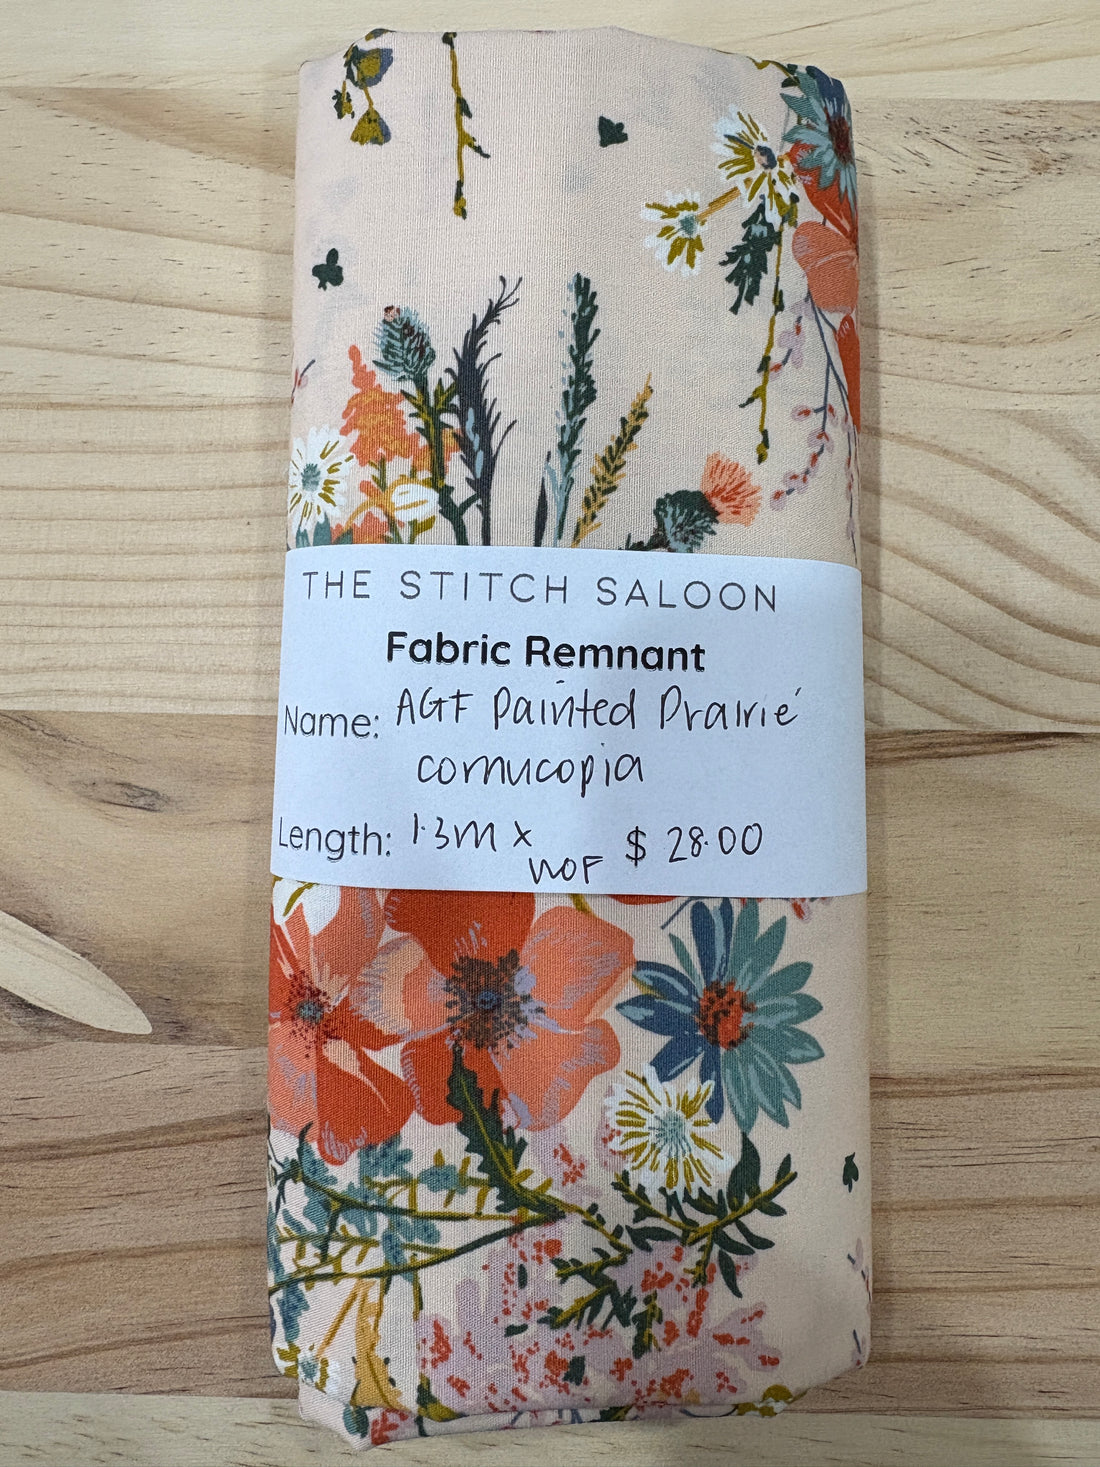 THE STITCH SALOON
Fabric Remnant
Name: AGF Painted Prairie
cornucopia
Length: 1.3m x WOF $ 28.00